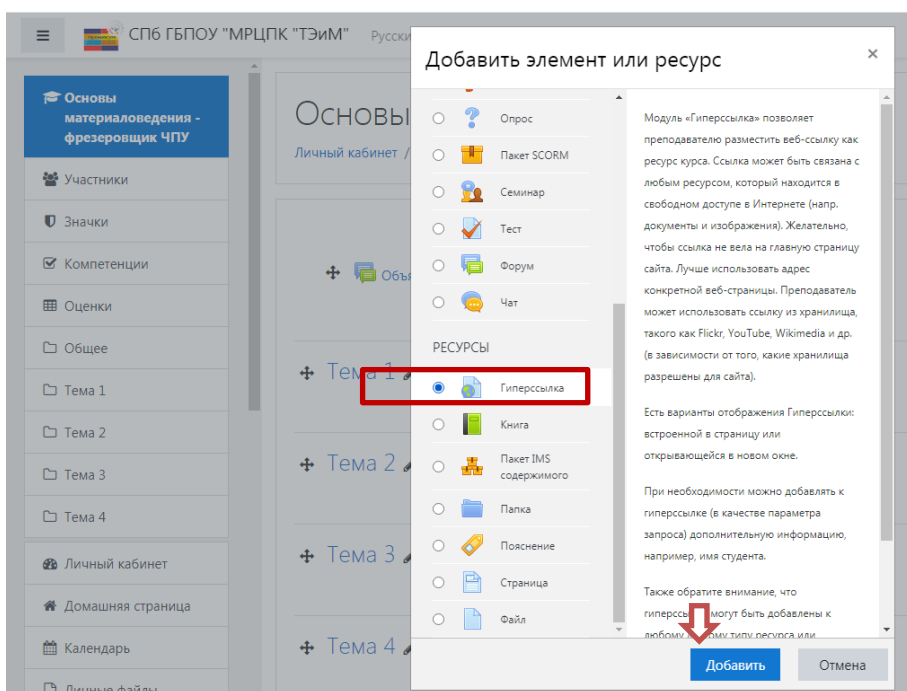 СПб ГБПОУ "МРЦПК "ТЭиМ" Русски
Основы
материаловедения -
фрезеровщик ЧПУ
Участники
Значки
Компетенции
Оценки
Общее
Тема 1
Тема 2
Тема 3
Тема 4
Личный кабинет
Домашняя страница
Календарь
Личные файлы
Основы
Личный кабинет /
Объя
Тема 1
Тема 2
Тема 3
Тема 4
Добавить элемент или ресурс
×
Опрос
Пакет SCORM
Семинар
Тест
Форум
Чат
РЕСУРСЫ
Гиперссылка
Книга
Пакет IMS
содержимого
Папка
Пояснение
Страница
Файл
Модуль «Гиперссылка» позволяет
преподавателю разместить веб-ссылку как
ресурс курса. Ссылка может быть связана с
любым ресурсом, который находится в
свободном доступе в Интернете (напр.
документы и изображения). Желательно,
чтобы ссылка не вела на главную страницу
сайта. Лучше использовать адрес
конкретной веб-страницы. Преподаватель
может использовать ссылку из хранилища,
такого как Flickr, YouTube, Wikimedia и др.
(в зависимости от того, какие хранилища
разрешены для сайта).
Есть варианты отображения Гиперссылки:
встроенной в страницу или
открывающейся в новом окне.
При необходимости можно добавлять к
гиперссылке (в качестве параметра
запроса) дополнительную информацию,
например, имя студента.
Также обратите внимание, что
гиперссы могут быть добавлены к
любому типу ресурса или
Добавить
Отмена